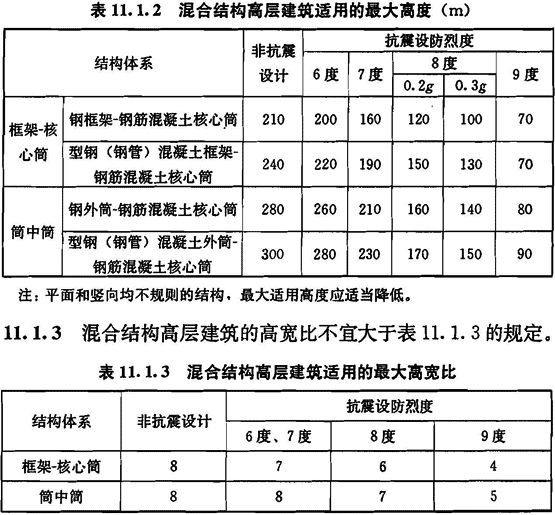 表 11.1.2 混合结构高层建筑适用的最大高度（m）
结构体系 非抗震设计 抗震设防烈度
6度 7度 8度 9度
0.2g 0.3g
框架-核心筒 钢框架-钢筋混凝土核心筒 210 200 160 120 100 70
型钢（钢管）混凝土框架-钢筋混凝土核心筒 240 220 190 150 130 70
筒中筒 钢外筒-钢筋混凝土核心筒 280 260 210 160 140 80
型钢（钢管）混凝土外筒-钢筋混凝土核心筒 300 280 230 170 150 90
注：平面和竖向均不规则的结构，最大适用高度应适当降低。
11.1.3 混合结构高层建筑的高宽比不宜大于表 11.1.3 的规定。
表 11.1.3 混合结构高层建筑适用的最大高宽比
结构体系 非抗震设计 抗震设防烈度
6度、7度 8度 9度
框架-核心筒 8 7 6 4
筒中筒 8 8 7 5